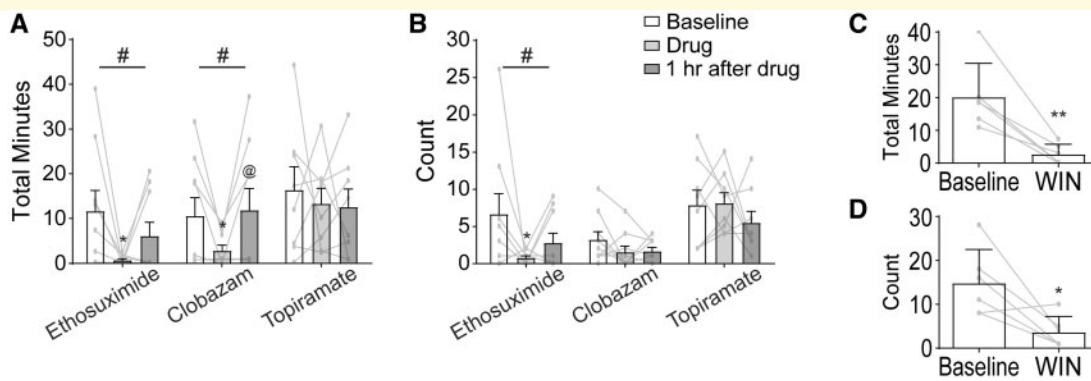 A
Total Minutes
50
40
30
20
10
0
#
#
*
*
@
Ethosuximide
Clobazam
Topiramate
B
Count
30
25
20
15
10
5
0
#
*
Baseline
Drug
1 hr after drug
Ethosuximide
Clobazam
Topiramate
C
Total Minutes
40
30
20
10
0
**
Baseline WIN
D
Count
30
20
10
0
*
Baseline WIN